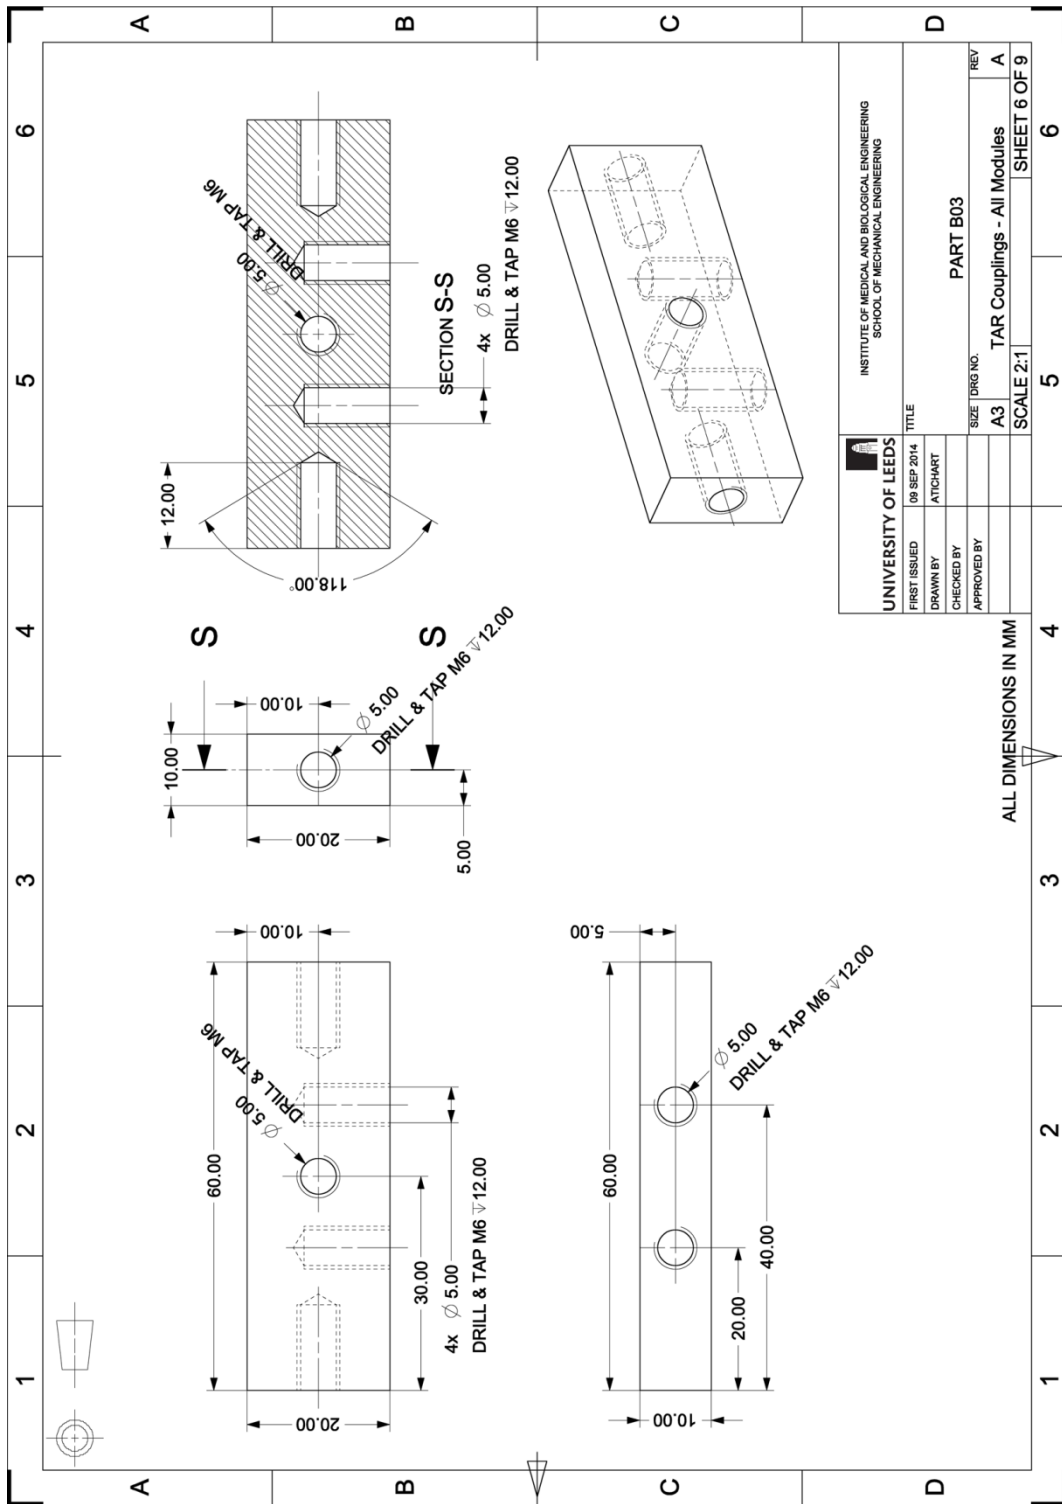 1
2
3
4
5
6
A
B
C
D
A
B
C
D
1
2
3
4
5
6
60.00
20.00
10.00
∅ 5.00
DRILL & TAP M6
30.00
4x ∅ 5.00
DRILL & TAP M6 ↧12.00
10.00
20.00
10.00
5.00
∅ 5.00
DRILL & TAP M6 ↧12.00
S
S
12.00
118.00°
∅ 5.00
DRILL & TAP M6
SECTION S-S
4x ∅ 5.00
DRILL & TAP M6 ↧12.00
60.00
10.00
5.00
20.00
40.00
∅ 5.00
DRILL & TAP M6 ↧12.00
ALL DIMENSIONS IN MM
UNIVERSITY OF LEEDS
INSTITUTE OF MEDICAL AND BIOLOGICAL ENGINEERING
SCHOOL OF MECHANICAL ENGINEERING
FIRST ISSUED 09 SEP 2014
DRAWN BY ATICHART
CHECKED BY
APPROVED BY
TITLE
PART B03
SIZE DRG NO. REV
A3 TAR Couplings - All Modules A
SCALE 2:1 SHEET 6 OF 9